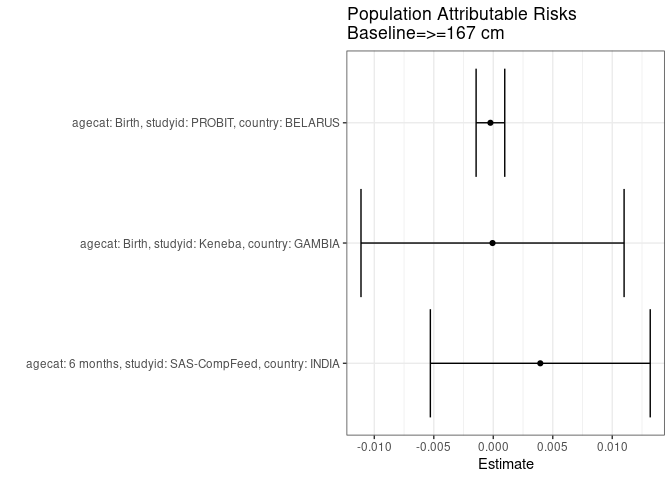 Population Attributable Risks
Baseline=>=167 cm
agecat: Birth, studyid: PROBIT, country: BELARUS
agecat: Birth, studyid: Keneba, country: GAMBIA
agecat: 6 months, studyid: SAS-CompFeed, country: INDIA
-0.010 -0.005 0.000 0.005 0.010
Estimate